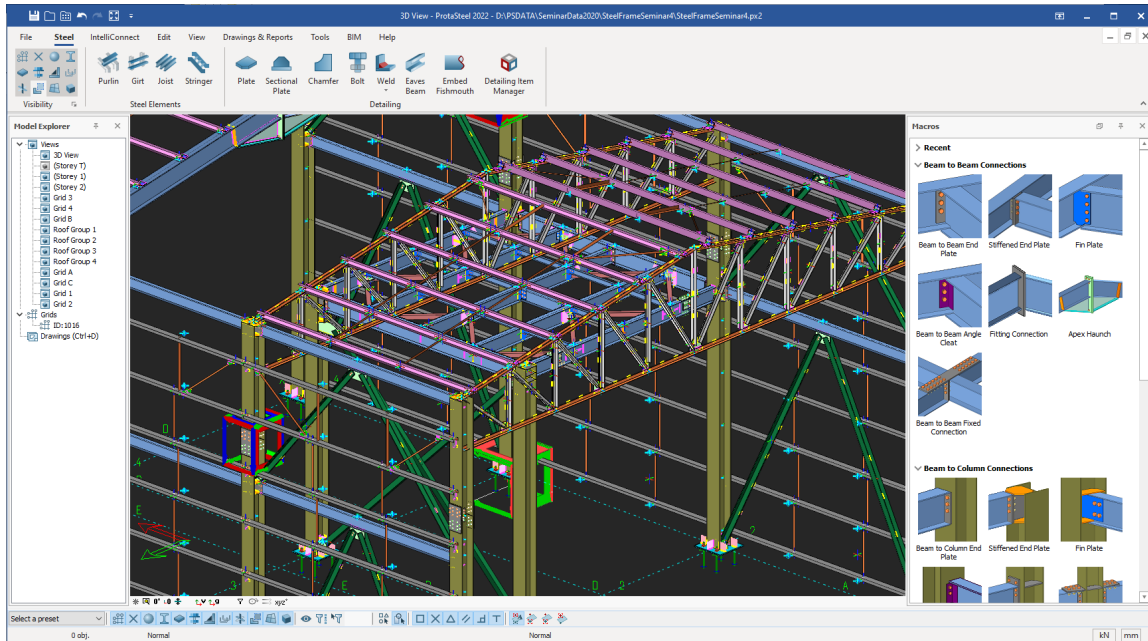 3D View - ProtaSteel 2022 - D:\PSDATA\SeminarData2020\SteelFrameSeminar4\SteelFrameSeminar4.px2
File Steel IntelliConnect Edit View Drawings & Reports Tools BIM Help
Purlin Girt Joist Stringer Plate Sectional Plate Chamfer Bolt Weld Eaves Beam Embed Fishmouth Detailing Item Manager
Visibility Steel Elements Detailing
Model Explorer
Views
3D View
(Storey T)
(Storey 1)
(Storey 2)
Grid 3
Grid 4
Grid B
Roof Group 1
Roof Group 2
Roof Group 3
Roof Group 4
Grid A
Grid C
Grid 1
Grid 2
Grids
ID:1016
Drawings (Ctrl+D)
D
E
3 E D 2 A
2
xyz
Macros
Recent
Beam to Beam Connections
Beam to Beam End Plate
Stiffened End Plate
Fin Plate
Beam to Beam Angle Cleat
Fitting Connection
Apex Haunch
Beam to Beam Fixed Connection
Beam to Column Connections
Beam to Column End Plate
Stiffened End Plate
Fin Plate
Select a preset
0 obj. Normal Normal kN mm